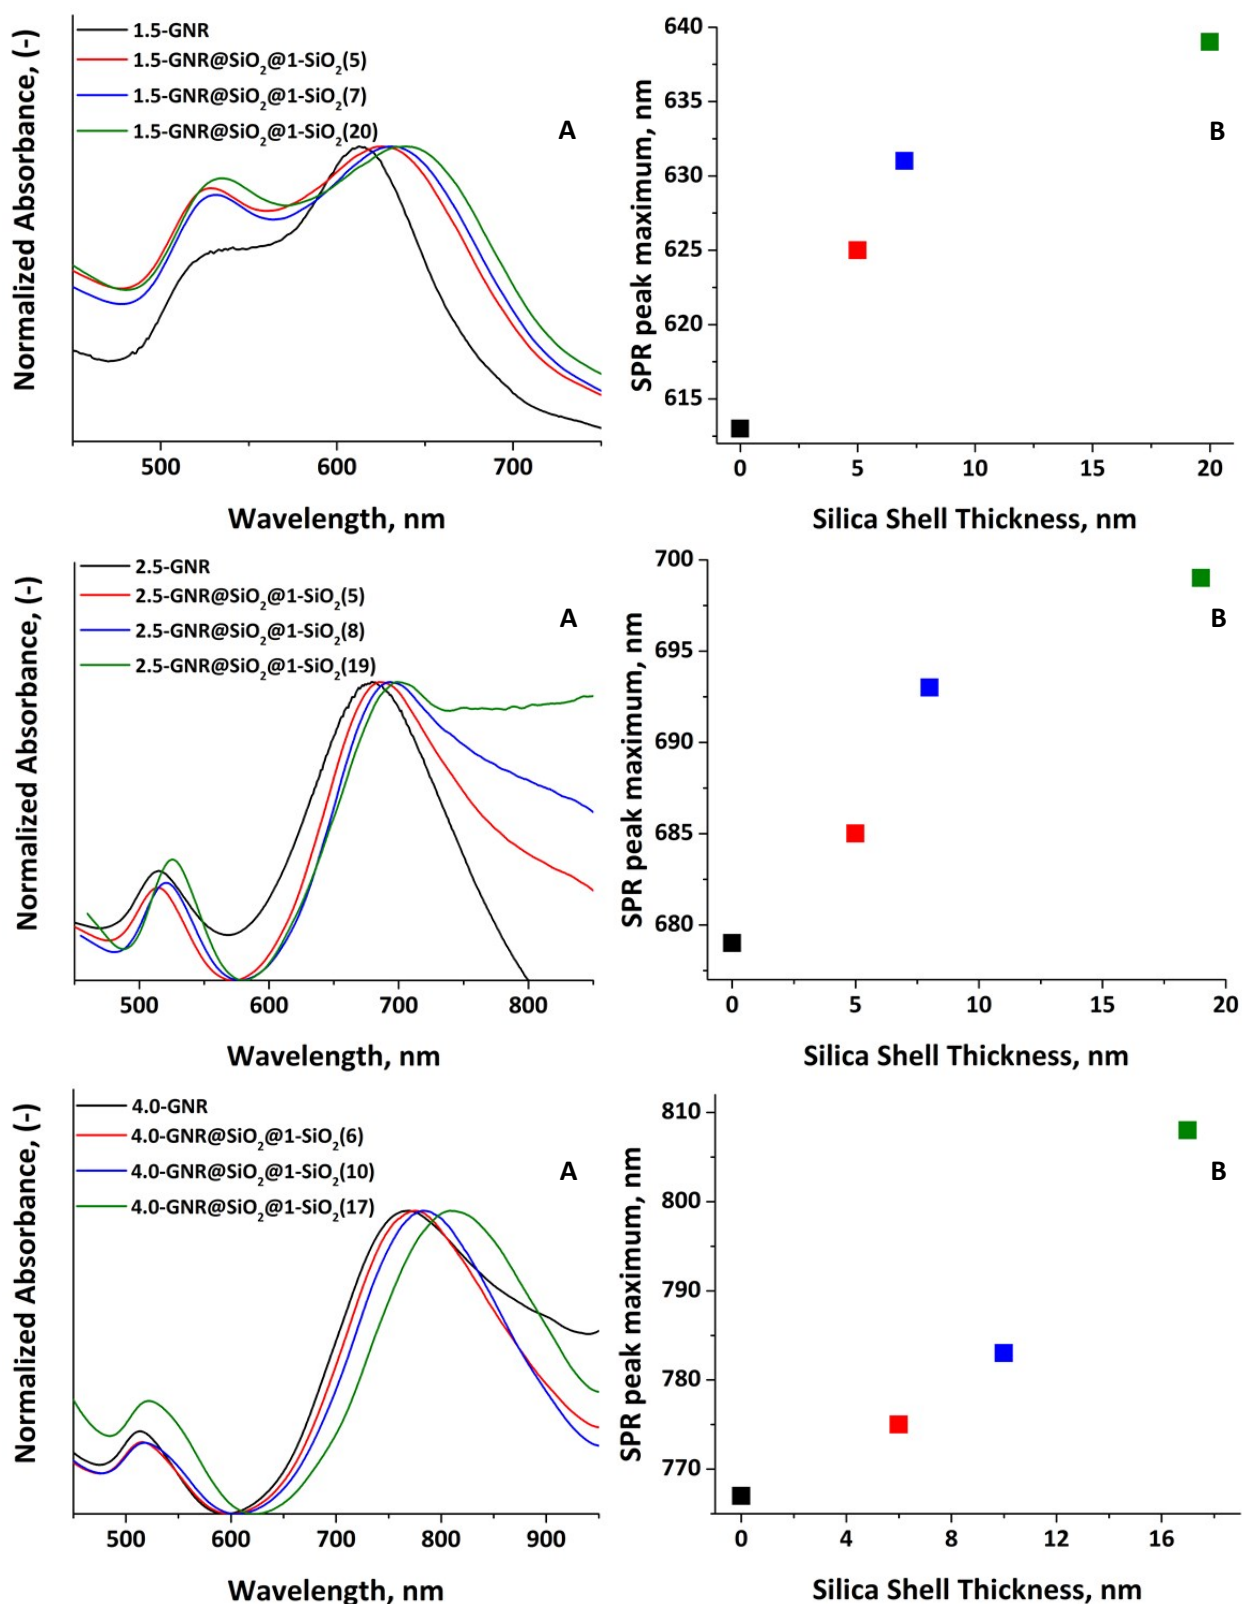 Normalized Absorbance, (-)
1.5-GNR
1.5-GNR@SiO2@1-SiO2(5)
1.5-GNR@SiO2@1-SiO2(7)
1.5-GNR@SiO2@1-SiO2(20)
A
500 600 700
Wavelength, nm
SPR peak maximum, nm
640
635
630
625
620
615
B
0 5 10 15 20
Silica Shell Thickness, nm
Normalized Absorbance, (-)
2.5-GNR
2.5-GNR@SiO2@1-SiO2(5)
2.5-GNR@SiO2@1-SiO2(8)
2.5-GNR@SiO2@1-SiO2(19)
A
500 600 700 800
Wavelength, nm
SPR peak maximum, nm
700
695
690
685
680
B
0 5 10 15 20
Silica Shell Thickness, nm
Normalized Absorbance, (-)
4.0-GNR
4.0-GNR@SiO2@1-SiO2(6)
4.0-GNR@SiO2@1-SiO2(10)
4.0-GNR@SiO2@1-SiO2(17)
A
500 600 700 800 900
Wavelength, nm
SPR peak maximum, nm
810
800
790
780
770
B
0 4 8 12 16
Silica Shell Thickness, nm